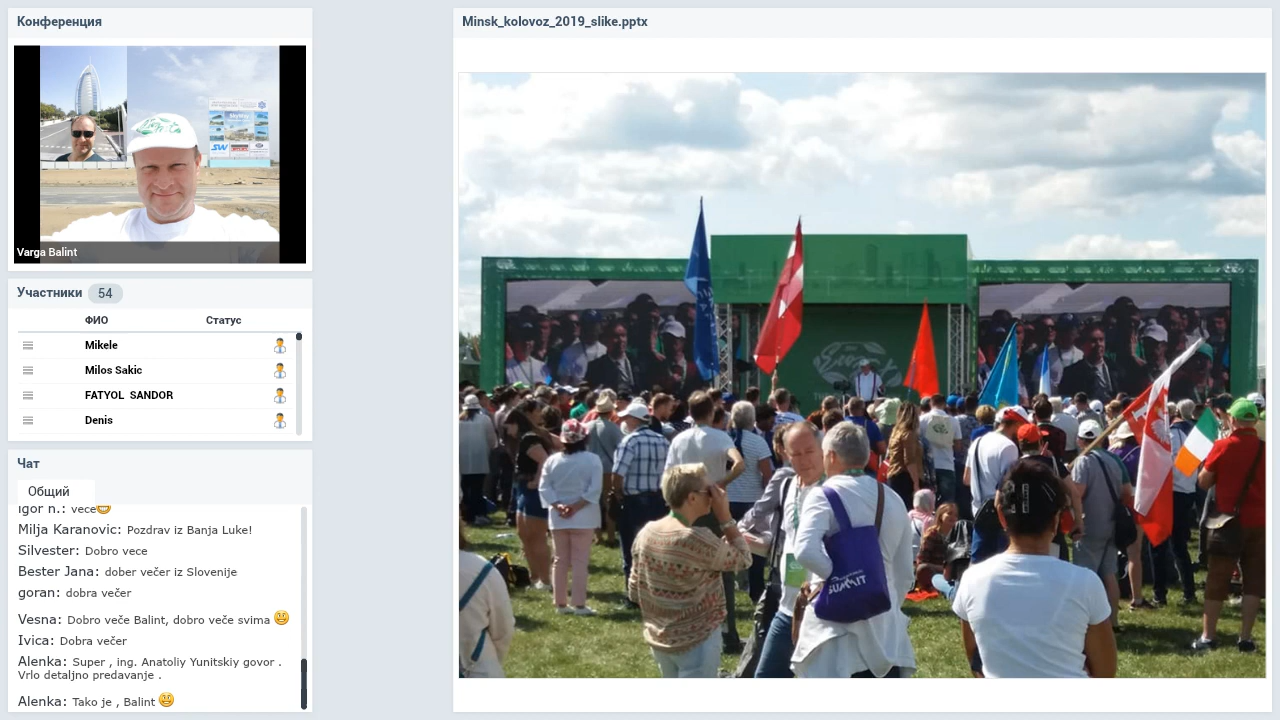 Конференция
Varga Balint
Участники 54
ФИО Статус
Mikele
Milos Sakic
FATYOL SANDOR
Denis
Чат
Общий
igor n.: vece
Milja Karanovic: Pozdrav iz Banja Luke!
Silvester: Dobro vece
Bester Jana: dober večer iz Slovenije
goran: dobra večer
Vesna: Dobro veče Balint, dobro veče svima
Ivica: Dobra večer
Alenka: Super , ing. Anatoliy Yunitskiy govor .
Vrlo detaljno predavanje .
Alenka: Tako je , Balint
Minsk_kolovoz_2019_slike.pptx
SUMMIT
SW